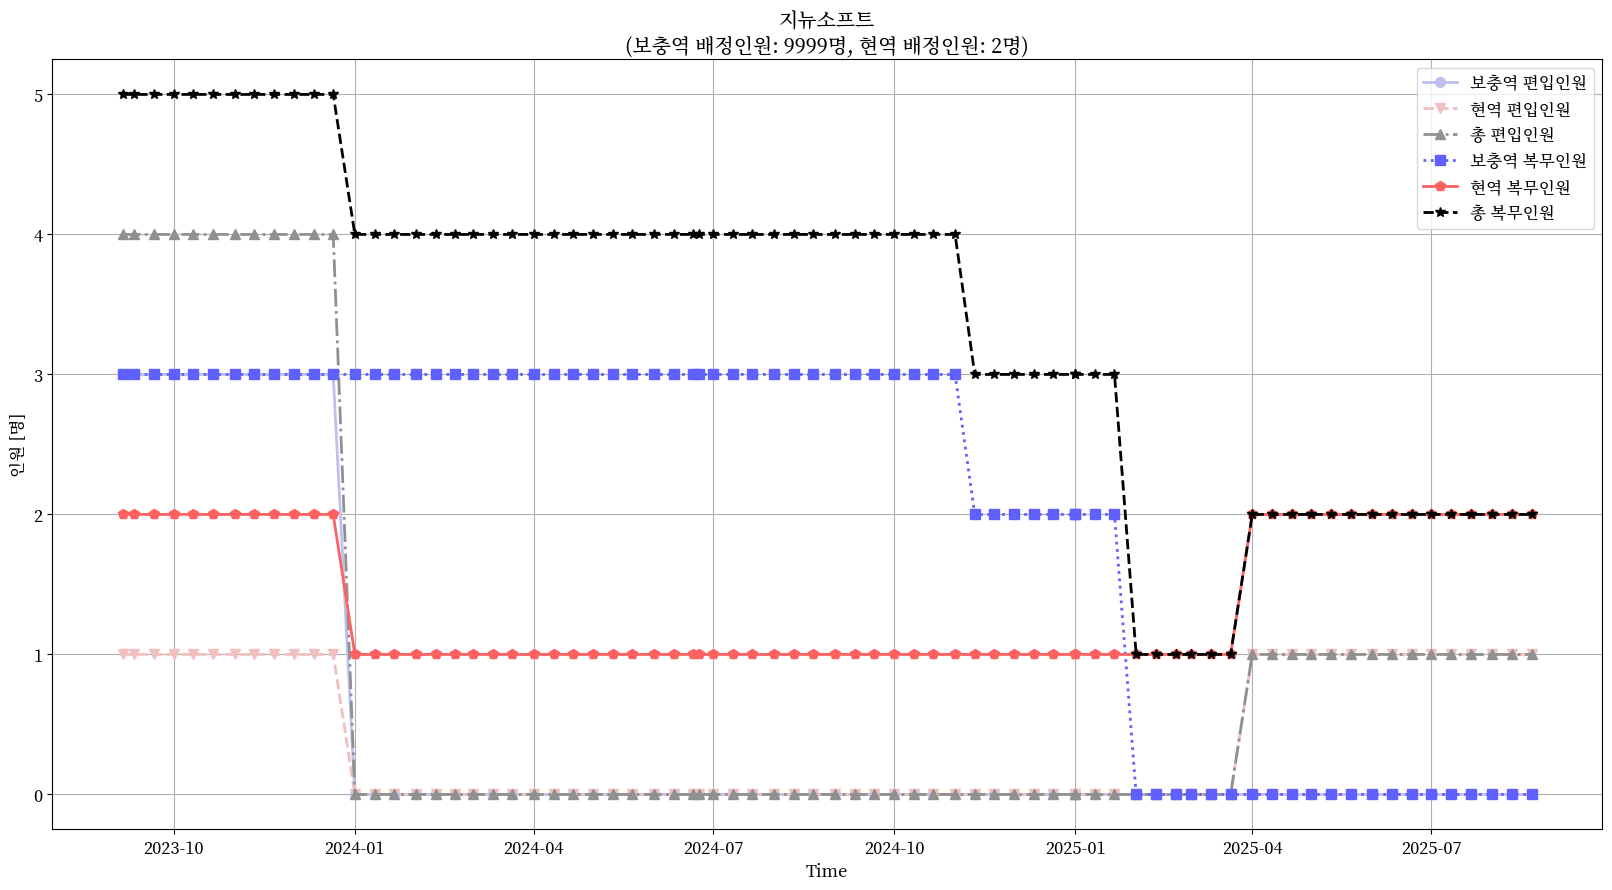 지뉴소프트
(보충역 배정인원: 9999명, 현역 배정인원: 2명)
보충역 편입인원
현역 편입인원
총 편입인원
보충역 복무인원
현역 복무인원
총 복무인원
5
4
3
2
1
0
인원 [명]
2023-10 2024-01 2024-04 2024-07 2024-10 2025-01 2025-04 2025-07
Time